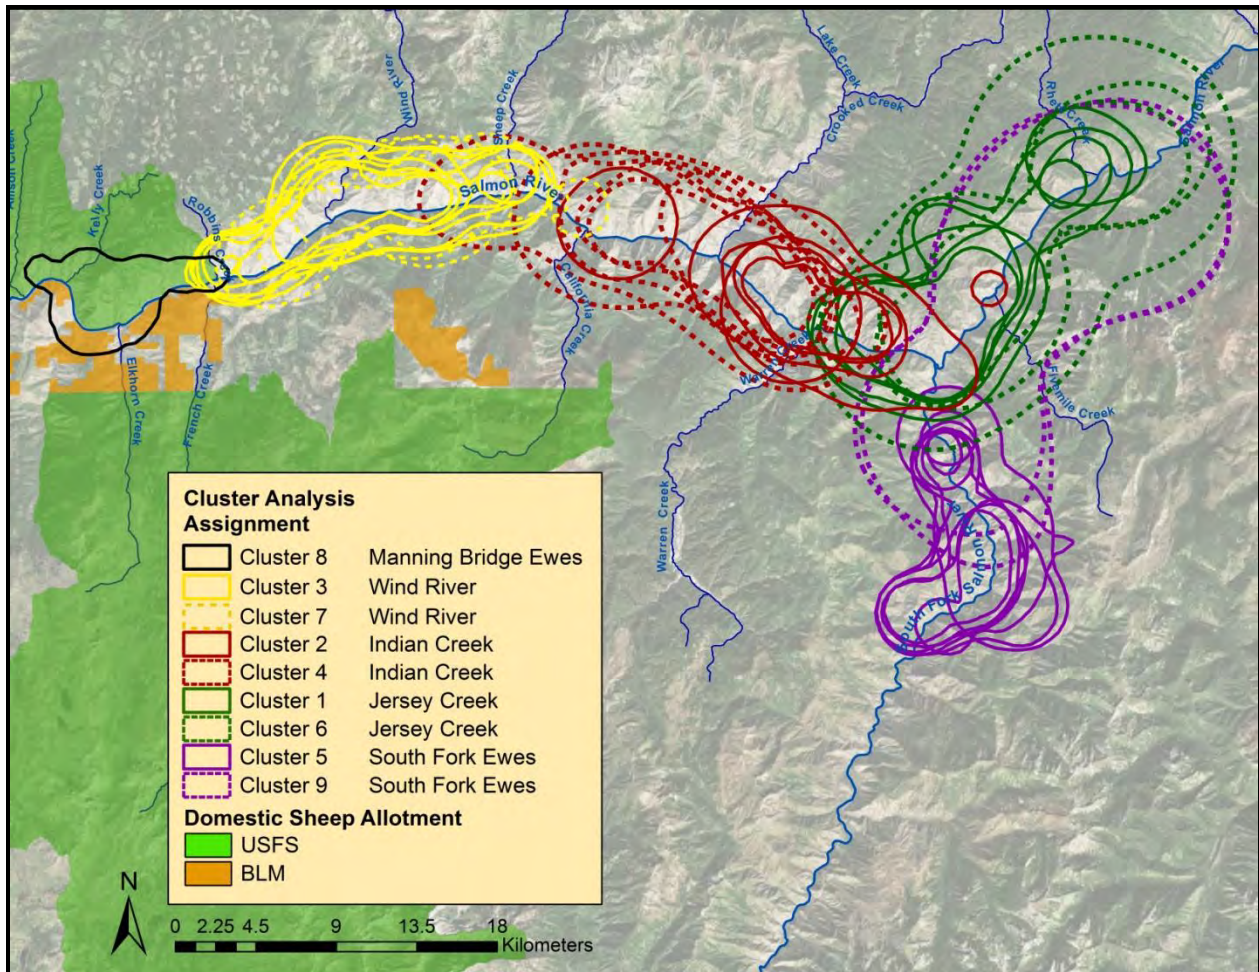 Lake Creek
Crooked Creek
Wind River
Sheep Creek
Rhett Creek
Salmon River
Allison Creek
Kelly Creek
Robbins Creek
Salmon River
California Creek
Elkhorn Creek
French Creek
Warren Creek
Fivemile Creek
Warren Creek
South Fork Salmon River
Cluster Analysis
Assignment
Cluster 8 Manning Bridge Ewes
Cluster 3 Wind River
Cluster 7 Wind River
Cluster 2 Indian Creek
Cluster 4 Indian Creek
Cluster 1 Jersey Creek
Cluster 6 Jersey Creek
Cluster 5 South Fork Ewes
Cluster 9 South Fork Ewes
Domestic Sheep Allotment
USFS
BLM
N
0 2.25 4.5 9 13.5 18
Kilometers